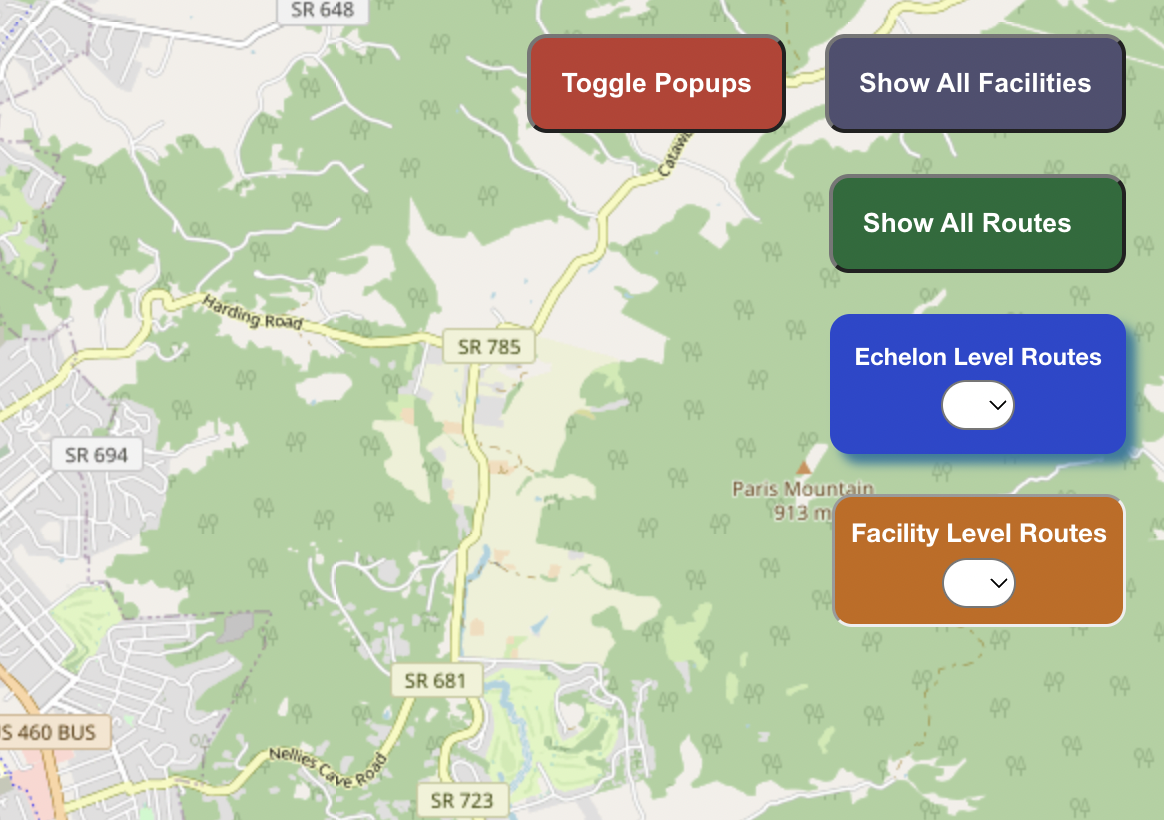 SR 648
Toggle Popups
Show All Facilities
Show All Routes
Harding Road
SR 785
Echelon Level Routes
SR 694
Paris Mountain
913 m
Facility Level Routes
SR 681
460 BUS
Nellies Cave Road
SR 723